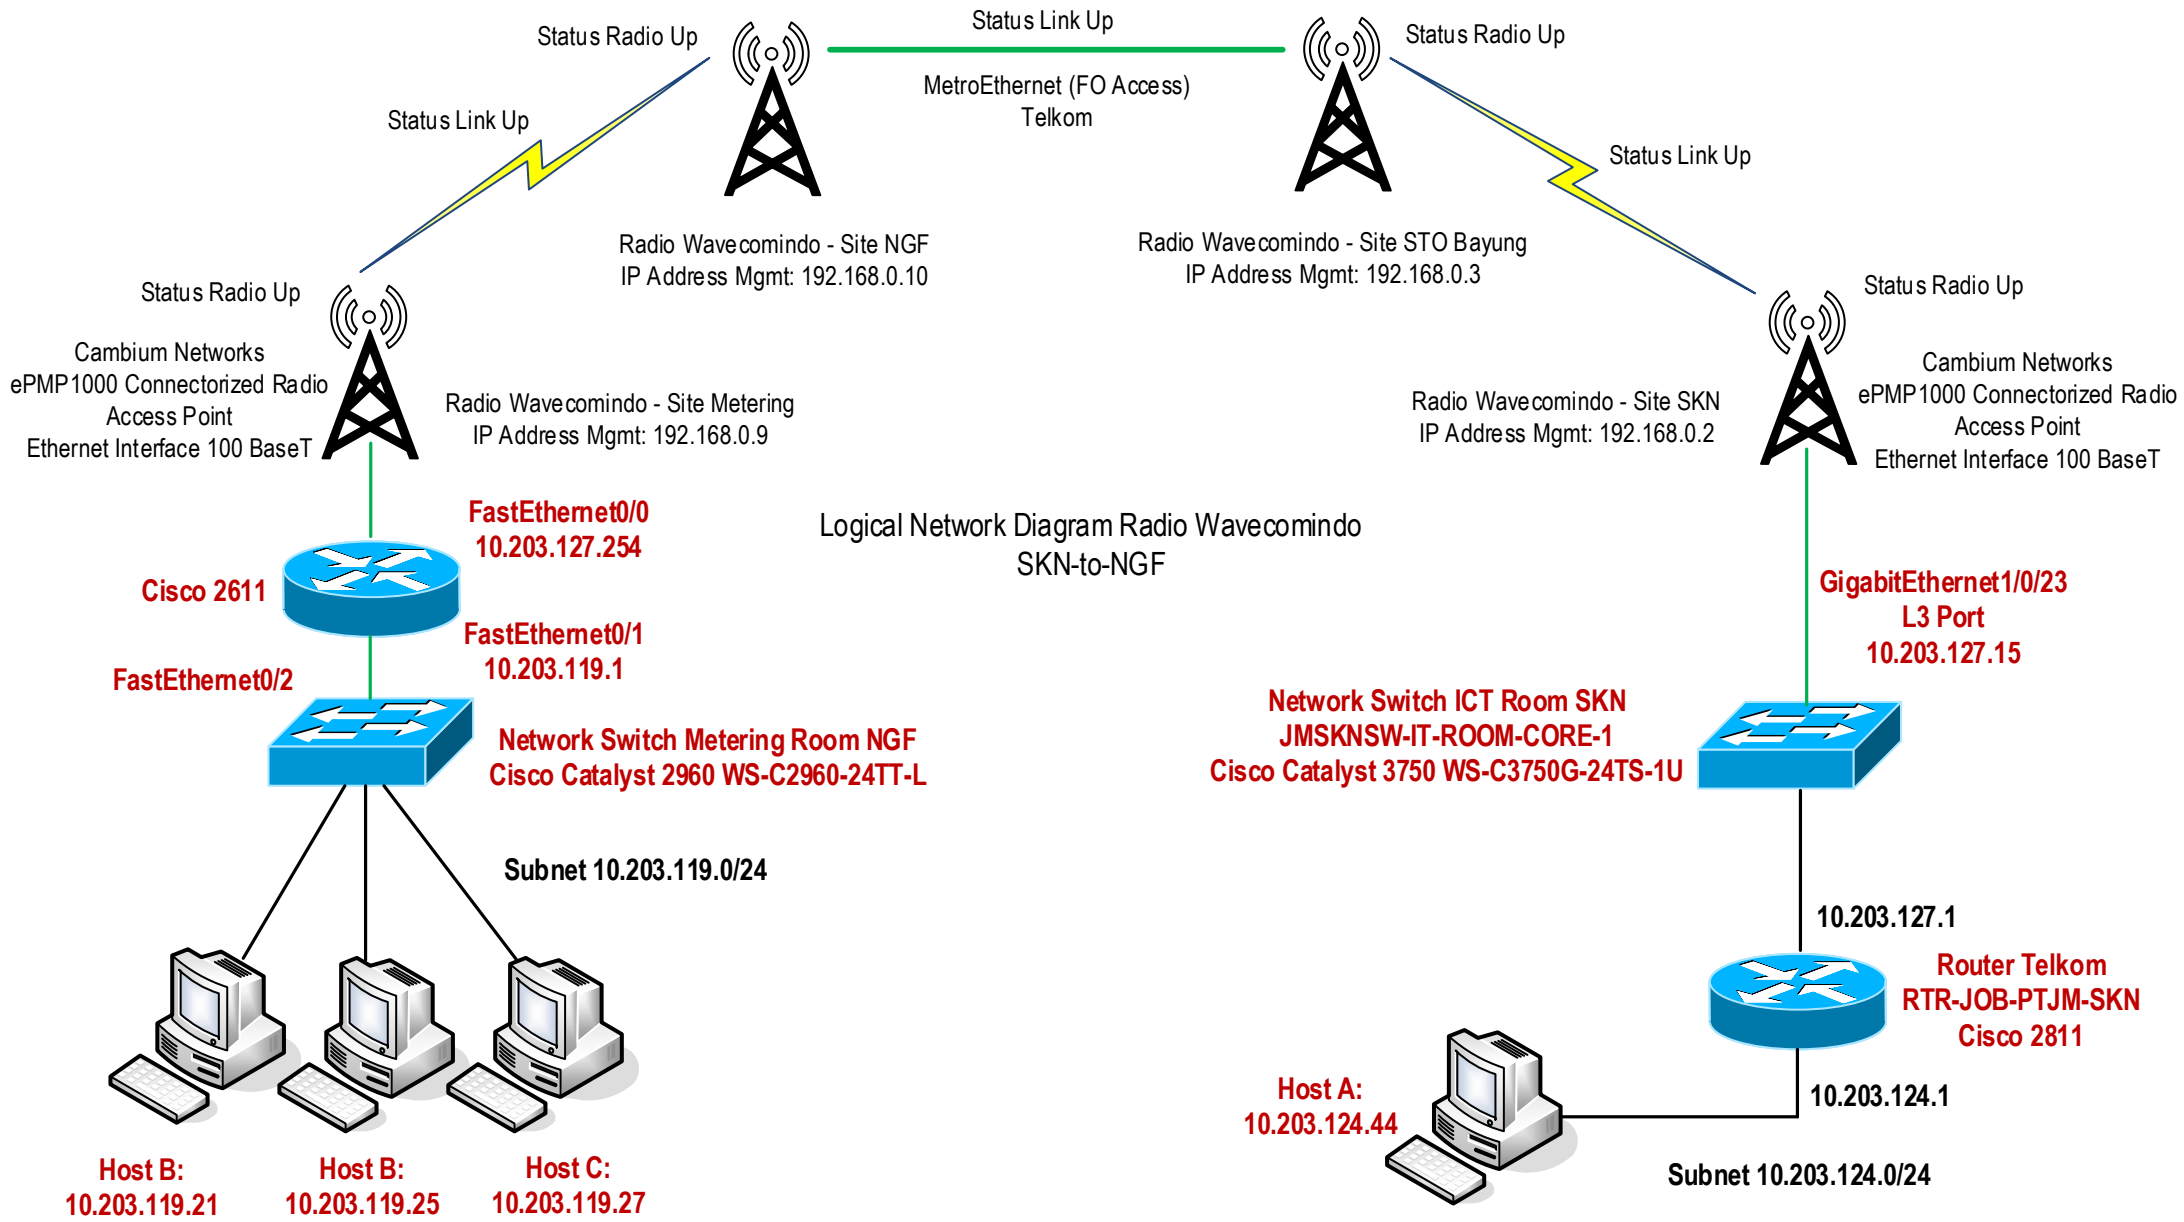 Status Radio Up
Status Link Up
Status Radio Up
MetroEthernet (FO Access)
Telkom
Status Link Up
Status Link Up
Radio Wavecomindo - Site NGF
IP Address Mgmt: 192.168.0.10
Radio Wavecomindo - Site STO Bayung
IP Address Mgmt: 192.168.0.3
Status Radio Up
Status Radio Up
Cambium Networks
ePMP1000 Connectorized Radio
Access Point
Ethernet Interface 100 BaseT
Radio Wavecomindo - Site Metering
IP Address Mgmt: 192.168.0.9
Radio Wavecomindo - Site SKN
IP Address Mgmt: 192.168.0.2
Cambium Networks
ePMP1000 Connectorized Radio
Access Point
Ethernet Interface 100 BaseT
FastEthernet0/0
10.203.127.254
Logical Network Diagram Radio Wavecomindo
SKN-to-NGF
Cisco 2611
GigabitEthernet1/0/23
L3 Port
10.203.127.15
FastEthernet0/1
10.203.119.1
FastEthernet0/2
Network Switch Metering Room NGF
Cisco Catalyst 2960 WS-C2960-24TT-L
Network Switch ICT Room SKN
JMSKNSW-IT-ROOM-CORE-1
Cisco Catalyst 3750 WS-C3750G-24TS-1U
Subnet 10.203.119.0/24
10.203.127.1
Router Telkom
RTR-JOB-PTJM-SKN
Cisco 2811
10.203.124.1
Host A:
10.203.124.44
Subnet 10.203.124.0/24
Host B:
10.203.119.21
Host B:
10.203.119.25
Host C:
10.203.119.27